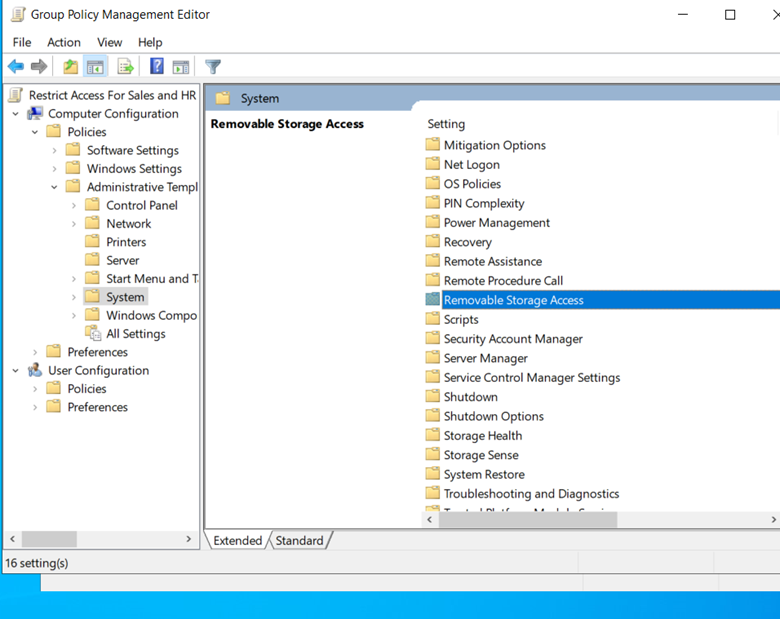 Group Policy Management Editor
File Action View Help
Restrict Access For Sales and HR
Computer Configuration
Policies
Software Settings
Windows Settings
Administrative Templ
Control Panel
Network
Printers
Server
Start Menu and T
System
Windows Compo
All Settings
Preferences
User Configuration
Policies
Preferences
System
Removable Storage Access
Setting
Mitigation Options
Net Logon
OS Policies
PIN Complexity
Power Management
Recovery
Remote Assistance
Remote Procedure Call
Removable Storage Access
Scripts
Security Account Manager
Server Manager
Service Control Manager Settings
Shutdown
Shutdown Options
Storage Health
Storage Sense
System Restore
Troubleshooting and Diagnostics
Extended Standard
16 setting(s)